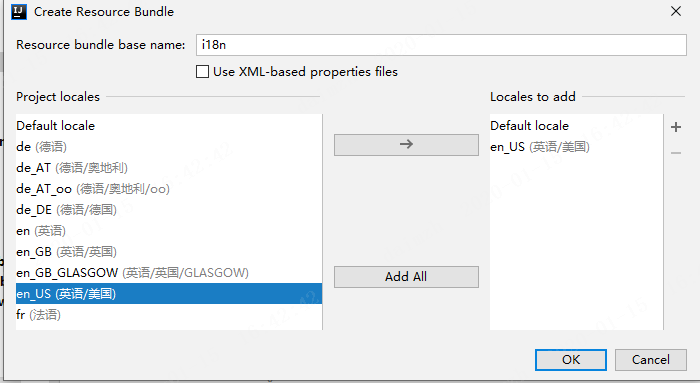 Create Resource Bundle
Resource bundle base name: i18n
Use XML-based properties files
Project locales
Default locale
de (德语)
de_AT (德语/奥地利)
de_AT_oo (德语/奥地利/oo)
de_DE (德语/德国)
en (英语)
en_GB (英语/英国)
en_GB_GLASGOW (英语/英国/GLASGOW)
en_US (英语/美国)
fr (法语)
Add All
Locales to add
Default locale
en_US (英语/美国)
OK Cancel